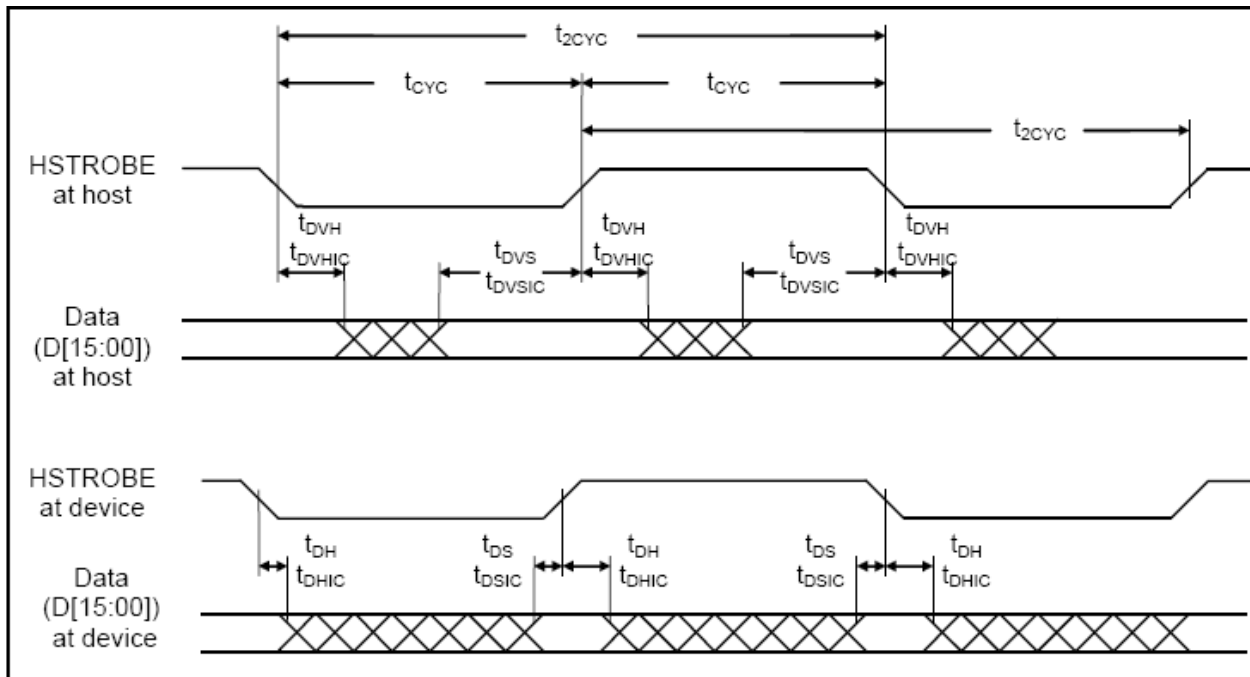 t2CYC
tCYC tCYC
t2CYC
HSTROBE
at host
tDVH tDVH tDVH
tDVHIC tDVS tDVHIC tDVS tDVHIC
tDVSIC tDVSIC
Data
(D[15:00])
at host
HSTROBE
at device
tDH tDS tDH tDS tDH
tDHIC tDSIC tDHIC tDSIC tDHIC
Data
(D[15:00])
at device